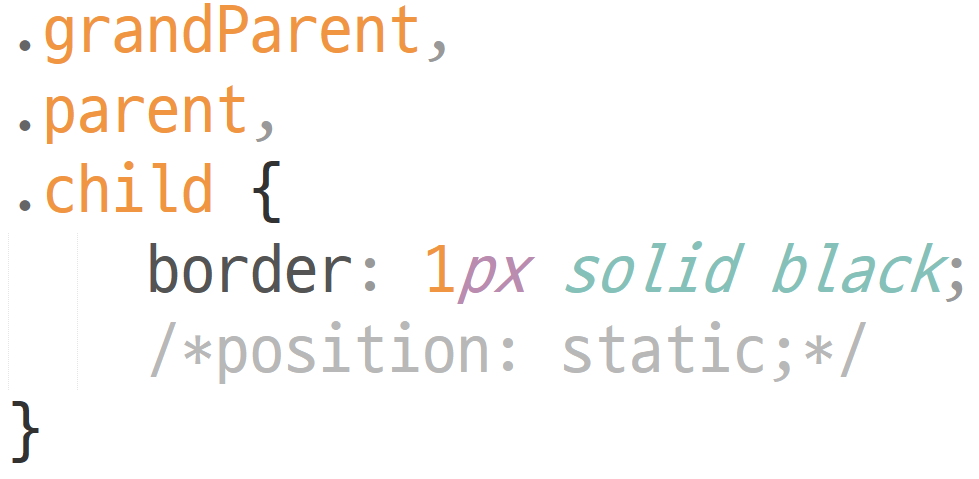 .grandParent,
.parent,
.child {
border: 1px solid black;
/*position: static;*/
}